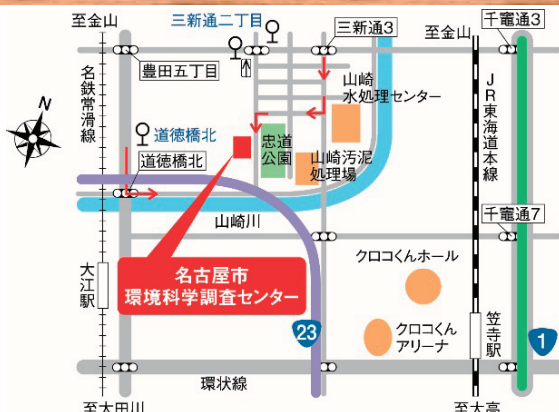 至金山
三新通二丁目
三新通3
至金山
千竈通3
豊田五丁目
名鉄常滑線
N
山崎
水処理センター
JR東海道本線
道徳橋北
道徳橋北
忠道
公園
山崎汚泥
処理場
山崎川
千竈通7
名古屋市
環境科学調査センター
大江駅
クロコくんホール
23
クロコくん
アリーナ
笠寺駅
1
環状線
至太田川
至大高